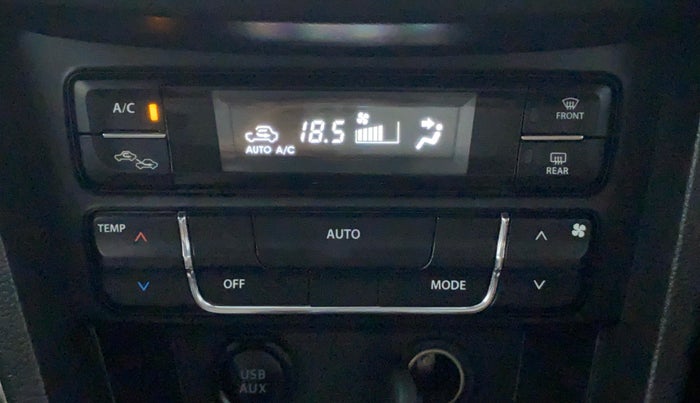 A/C
18.5
AUTO A/C
FRONT
REAR
TEMP
AUTO
OFF
MODE
USB
AUX